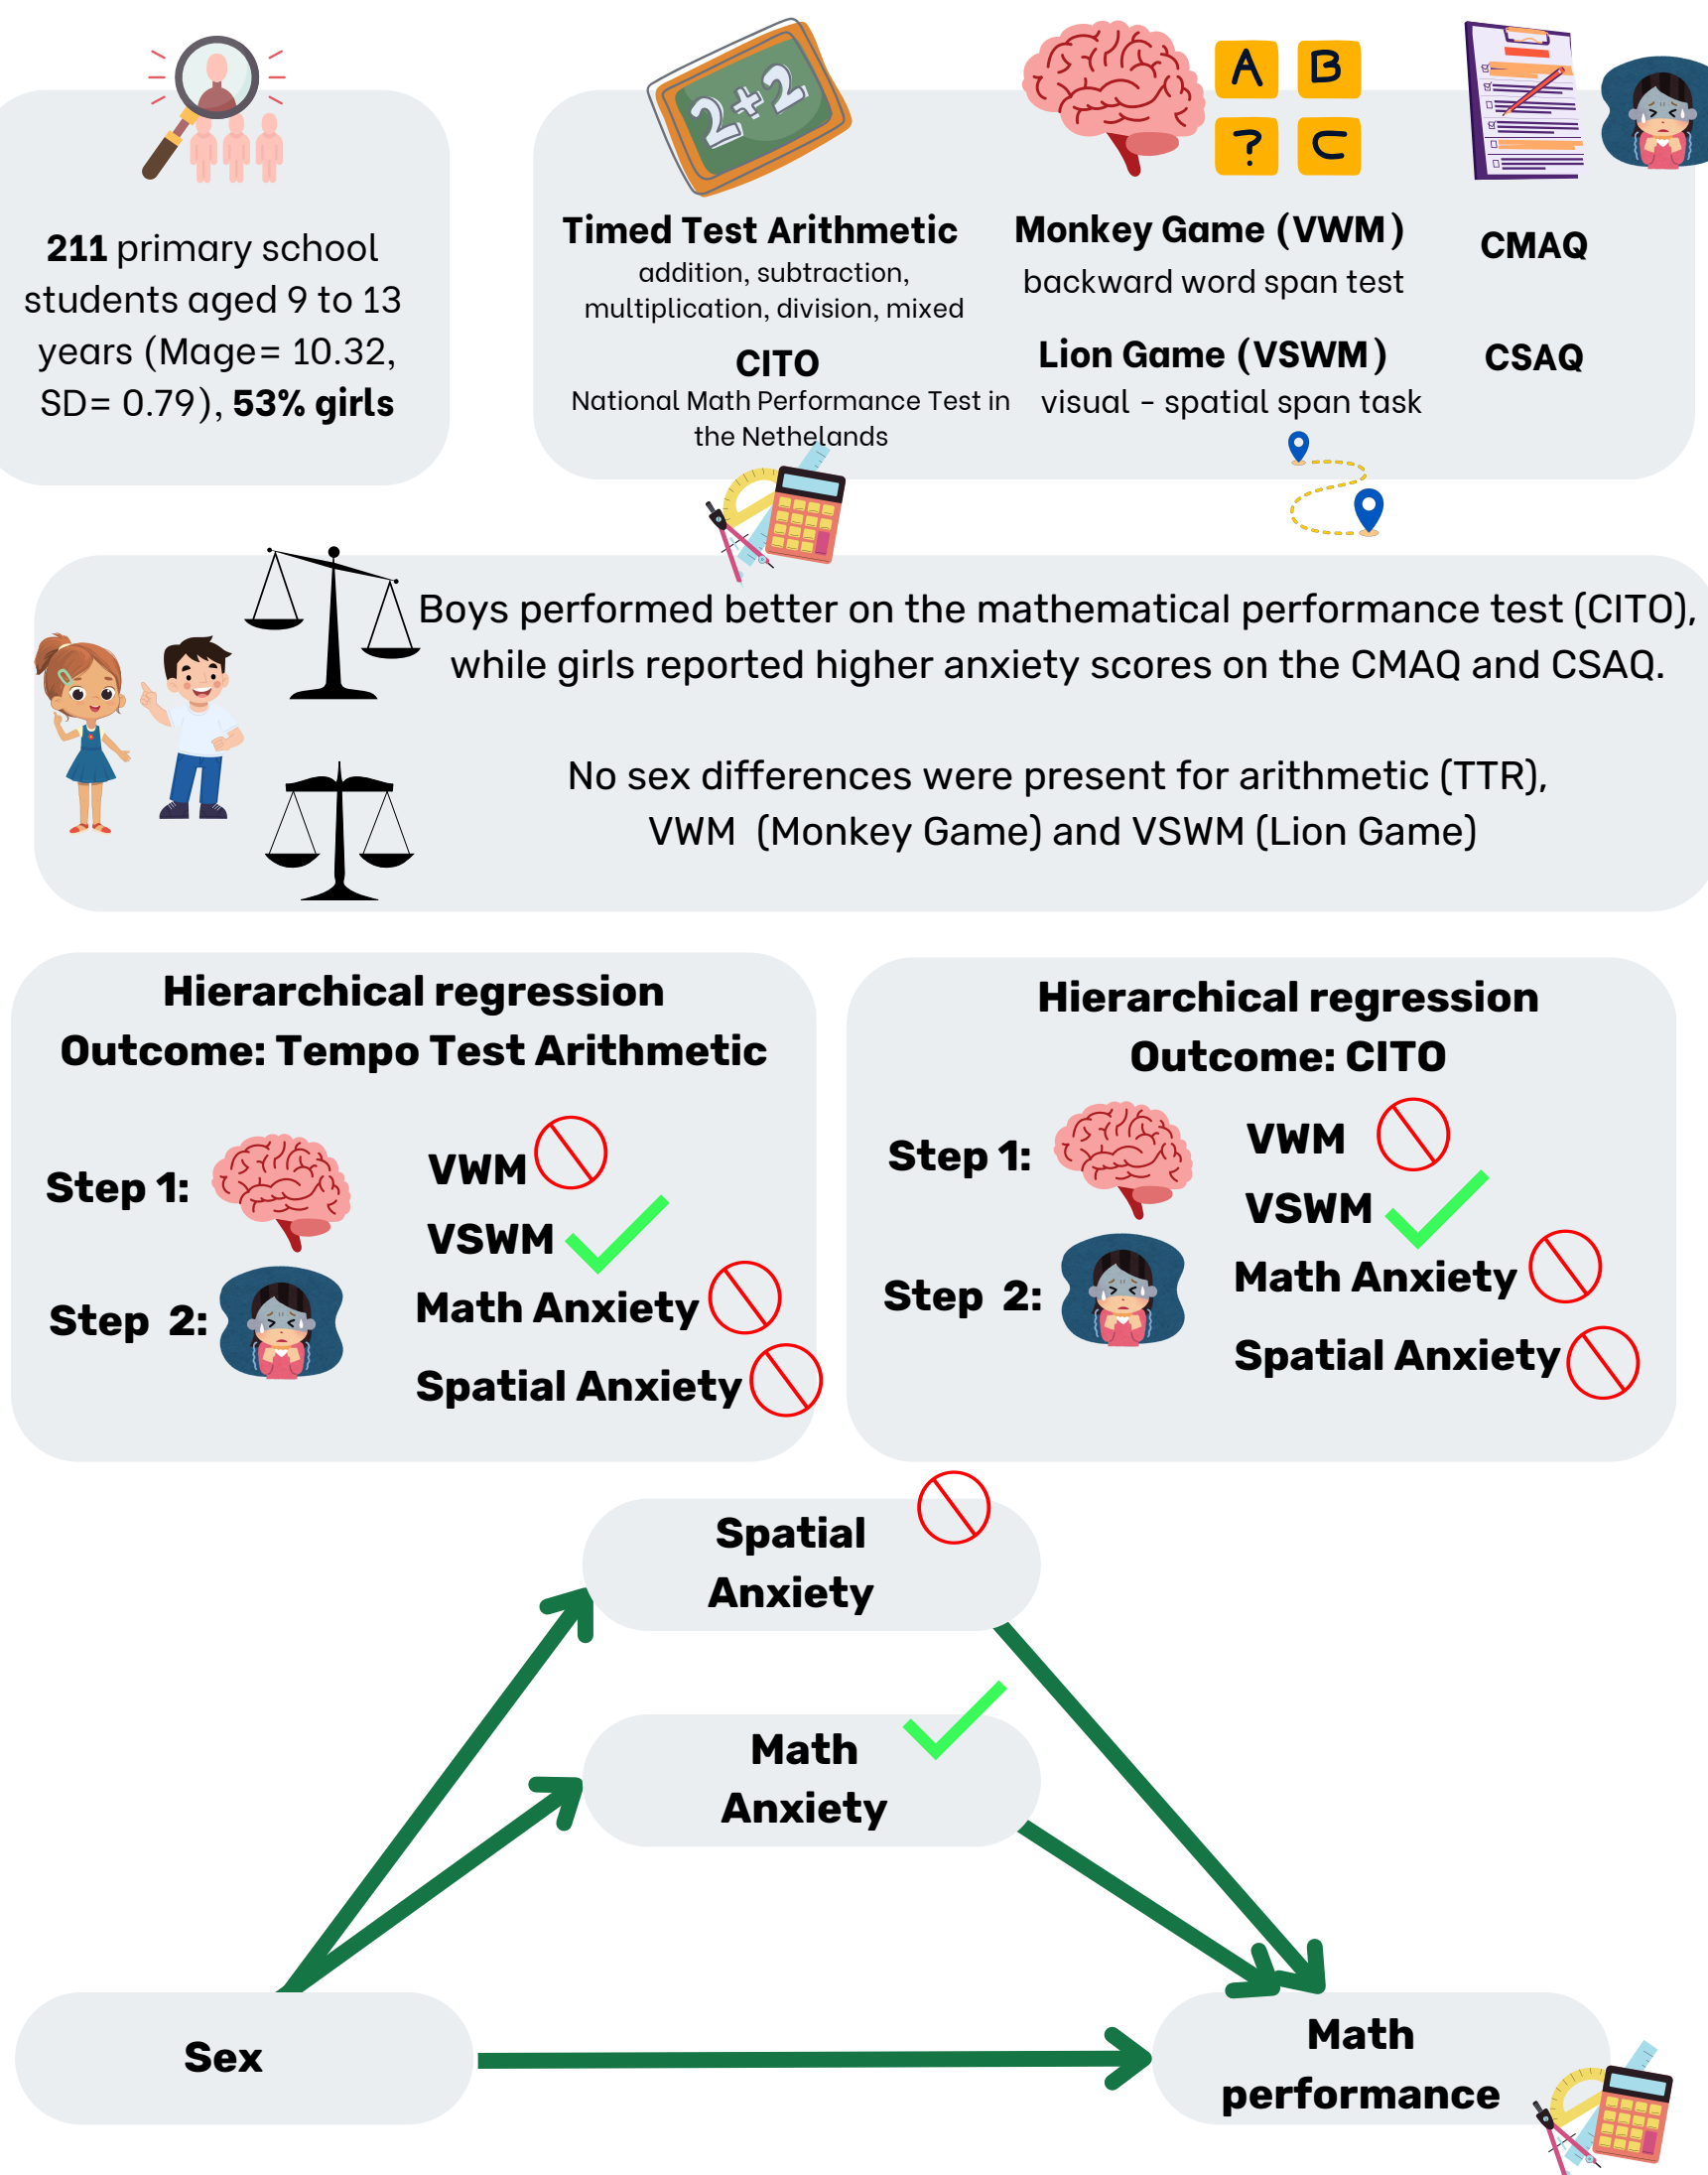 211 primary school
students aged 9 to 13
years (Mage= 10.32,
SD= 0.79), 53% girls
2+2
Timed Test Arithmetic
addition, subtraction,
multiplication, division, mixed
CITO
National Math Performance Test in
the Nethelands
A B
? C
Monkey Game (VWM)
backward word span test
Lion Game (VSWM)
visual - spatial span task
CMAQ
CSAQ
Boys performed better on the mathematical performance test (CITO),
while girls reported higher anxiety scores on the CMAQ and CSAQ.
No sex differences were present for arithmetic (TTR),
VWM (Monkey Game) and VSWM (Lion Game)
Hierarchical regression
Outcome: Tempo Test Arithmetic
Step 1:
VWM
VSWM
Step 2:
Math Anxiety
Spatial Anxiety
Hierarchical regression
Outcome: CITO
Step 1:
VWM
VSWM
Step 2:
Math Anxiety
Spatial Anxiety
Spatial
Anxiety
Math
Anxiety
Sex
Math
performance